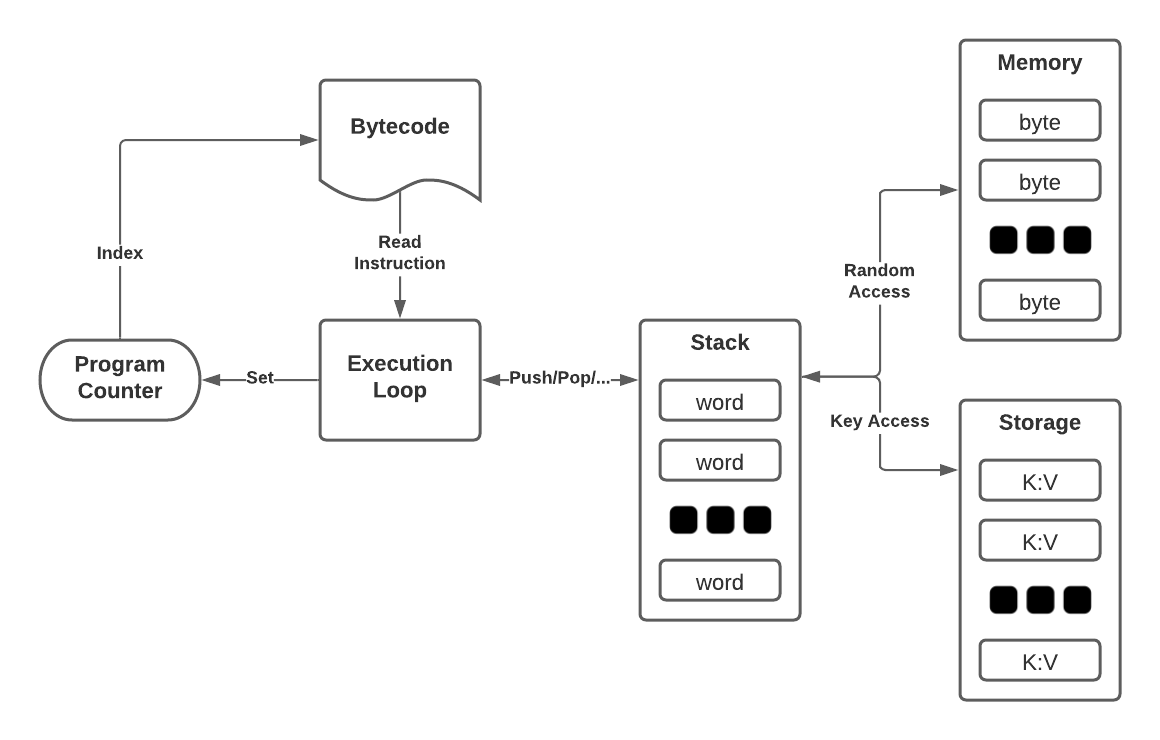 Bytecode
Index
Read
Instruction
Program
Counter
Set
Execution
Loop
Push/Pop/...
Stack
word
word
word
Random
Access
Key Access
Memory
byte
byte
byte
Storage
K:V
K:V
K:V